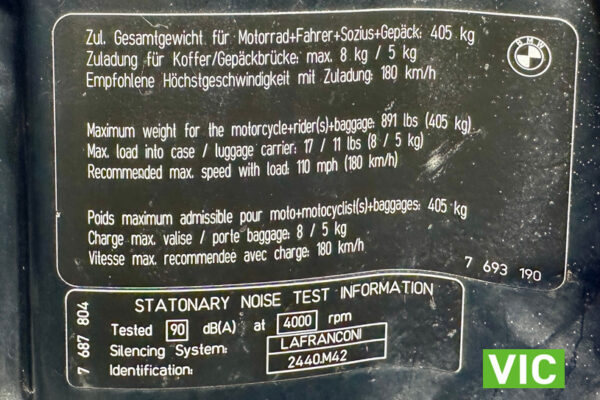 Zul. Gesamtgewicht für Motorrad+Fahrer+Sozius+Gepäck: 405 kg
Zuladung für Koffer/Gepäckbrücke: max. 8 kg / 5 kg
Empfohlene Höchstgeschwindigkeit mit Zuladung: 180 km/h
BMW
Maximum weight for the motorcycle+rider(s)+baggage: 891 lbs (405 kg)
Max. load into case / luggage carrier: 17 / 11 lbs (8 / 5 kg)
Recommended max. speed with load: 110 mph (180 km/h)
Poids maximum admissible pour moto+motocyclist(s)+baggages: 405 kg
Charge max. valise / porte baggage: 8 / 5 kg
Vitesse max. recommandée avec charge: 180 km/h
7 693 190
7 687 804
STATONARY NOISE TEST INFORMATION
Tested 90 dB(A) at 4000 rpm
Silencing System: LAFRANCONI
Identification: 2440.M42
VIC